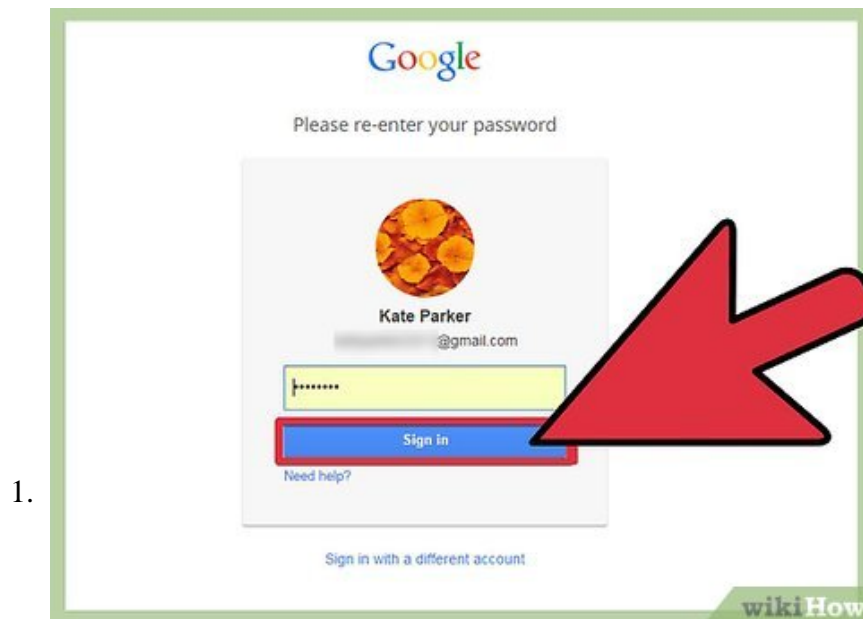 Google
Please re-enter your password
Kate Parker
@gmail.com
Sign in
Need help?
1.
Sign in with a different account
wikiHow